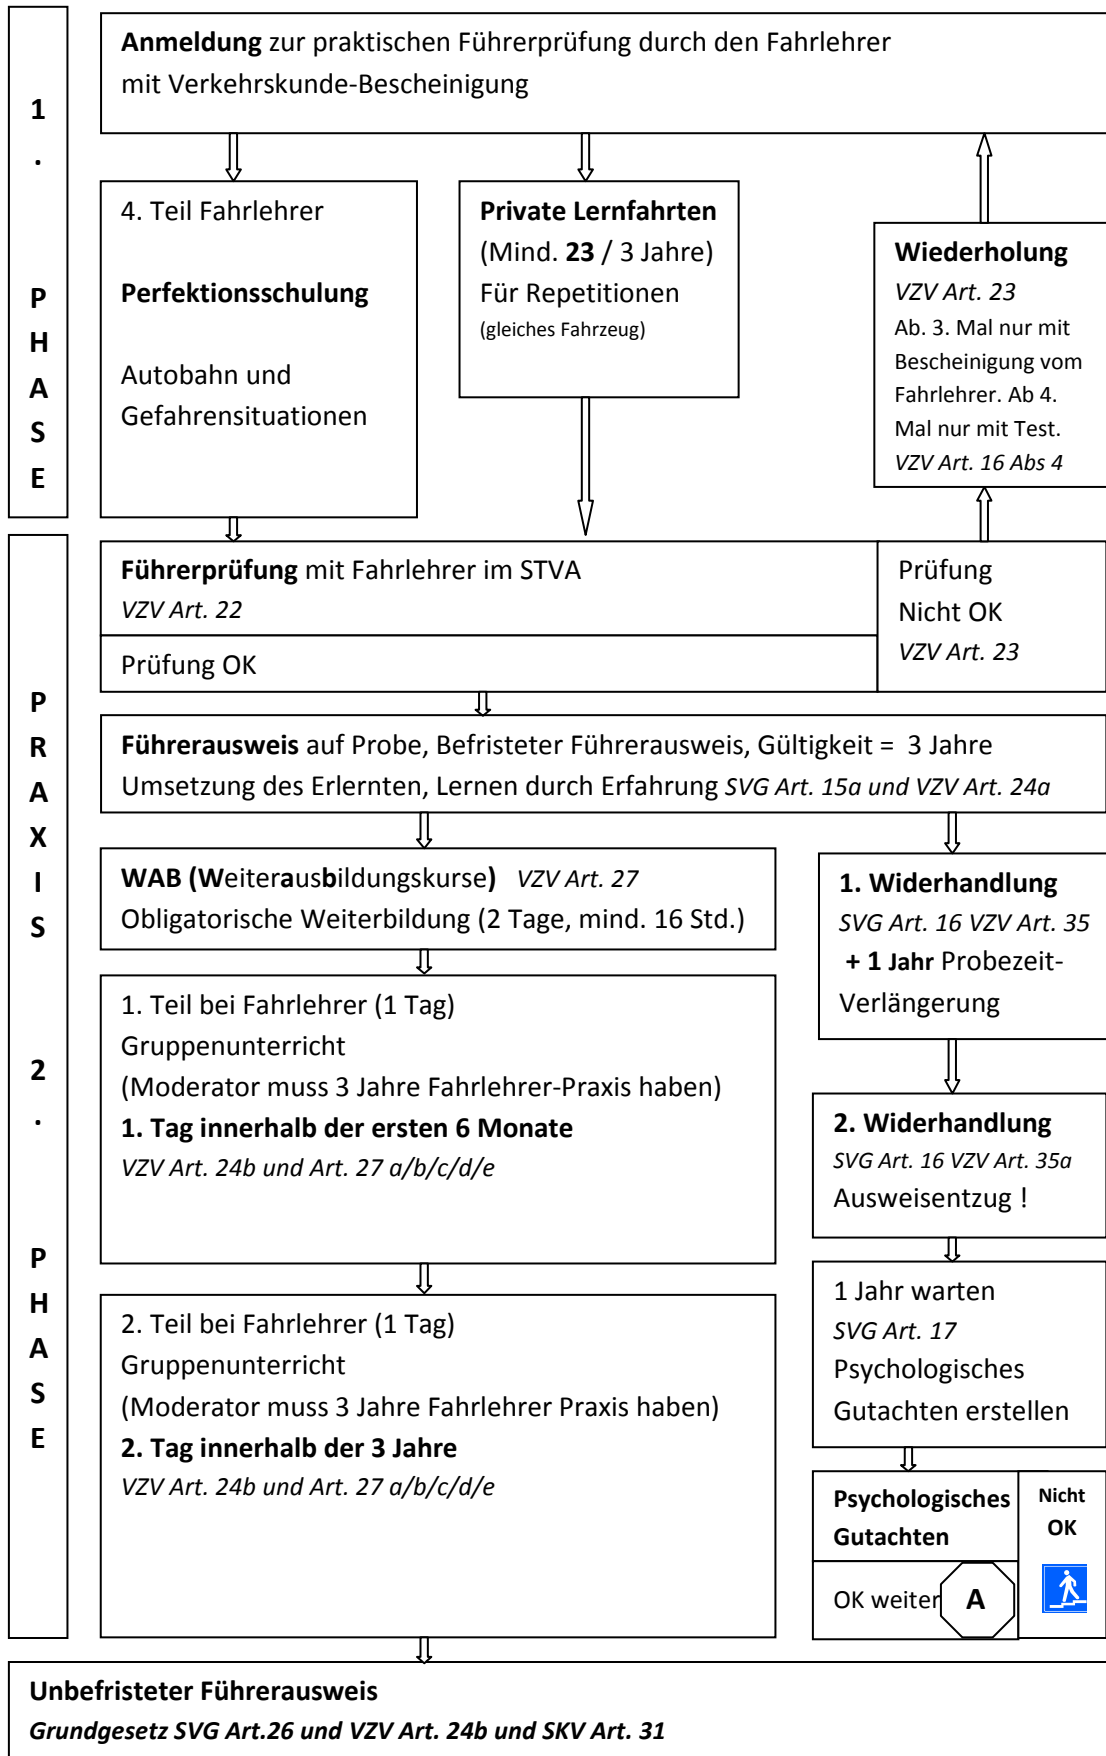 1. PHASE
Anmeldung zur praktischen Führerprüfung durch den Fahrlehrer
mit Verkehrskunde-Bescheinigung
4. Teil Fahrlehrer
Perfektionsschulung
Autobahn und
Gefahrensituationen
Private Lernfahrten
(Mind. 23 / 3 Jahre)
Für Repetitionen
(gleiches Fahrzeug)
Wiederholung
VZV Art. 23
Ab. 3. Mal nur mit
Bescheinigung vom
Fahrlehrer. Ab 4.
Mal nur mit Test.
VZV Art. 16 Abs 4
PRAXIS 2. PHASE
Führerprüfung mit Fahrlehrer im STVA
VZV Art. 22
Prüfung OK
Prüfung
Nicht OK
VZV Art. 23
Führerausweis auf Probe, Befristeter Führerausweis, Gültigkeit = 3 Jahre
Umsetzung des Erlernten, Lernen durch Erfahrung SVG Art. 15a und VZV Art. 24a
WAB (Weiterausbildungskurse) VZV Art. 27
Obligatorische Weiterbildung (2 Tage, mind. 16 Std.)
1. Teil bei Fahrlehrer (1 Tag)
Gruppenunterricht
(Moderator muss 3 Jahre Fahrlehrer-Praxis haben)
1. Tag innerhalb der ersten 6 Monate
VZV Art. 24b und Art. 27 a/b/c/d/e
2. Teil bei Fahrlehrer (1 Tag)
Gruppenunterricht
(Moderator muss 3 Jahre Fahrlehrer Praxis haben)
2. Tag innerhalb der 3 Jahre
VZV Art. 24b und Art. 27 a/b/c/d/e
1. Widerhandlung
SVG Art. 16 VZV Art. 35
+ 1 Jahr Probezeit-
Verlängerung
2. Widerhandlung
SVG Art. 16 VZV Art. 35a
Ausweisentzug !
1 Jahr warten
SVG Art. 17
Psychologisches
Gutachten erstellen
Psychologisches
Gutachten
OK weiter A
Nicht
OK
Unbefristeter Führerausweis
Grundgesetz SVG Art.26 und VZV Art. 24b und SKV Art. 31